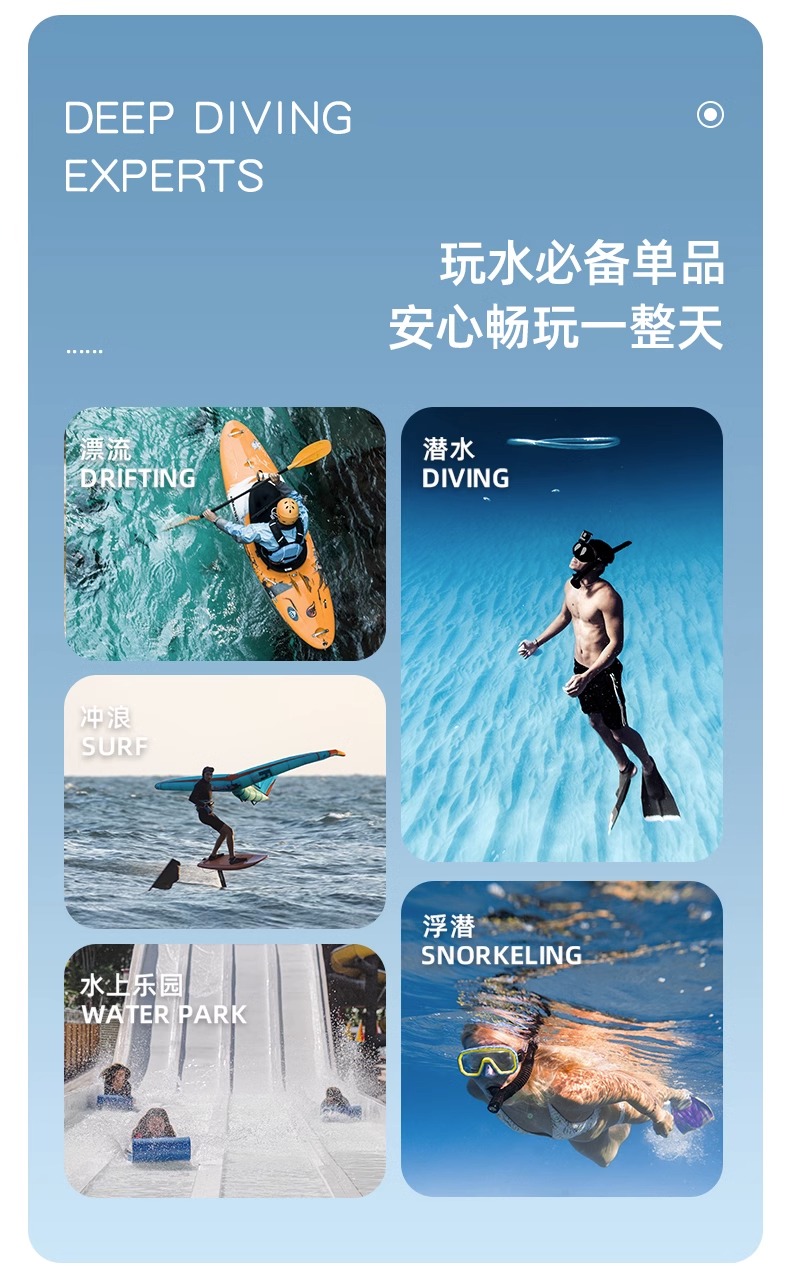 DEEP DIVING
EXPERTS
玩水必备单品
安心畅玩一整天
......
漂流
DRIFTING
潜水
DIVING
冲浪
SURF
浮潜
SNORKELING
水上乐园
WATER PARK